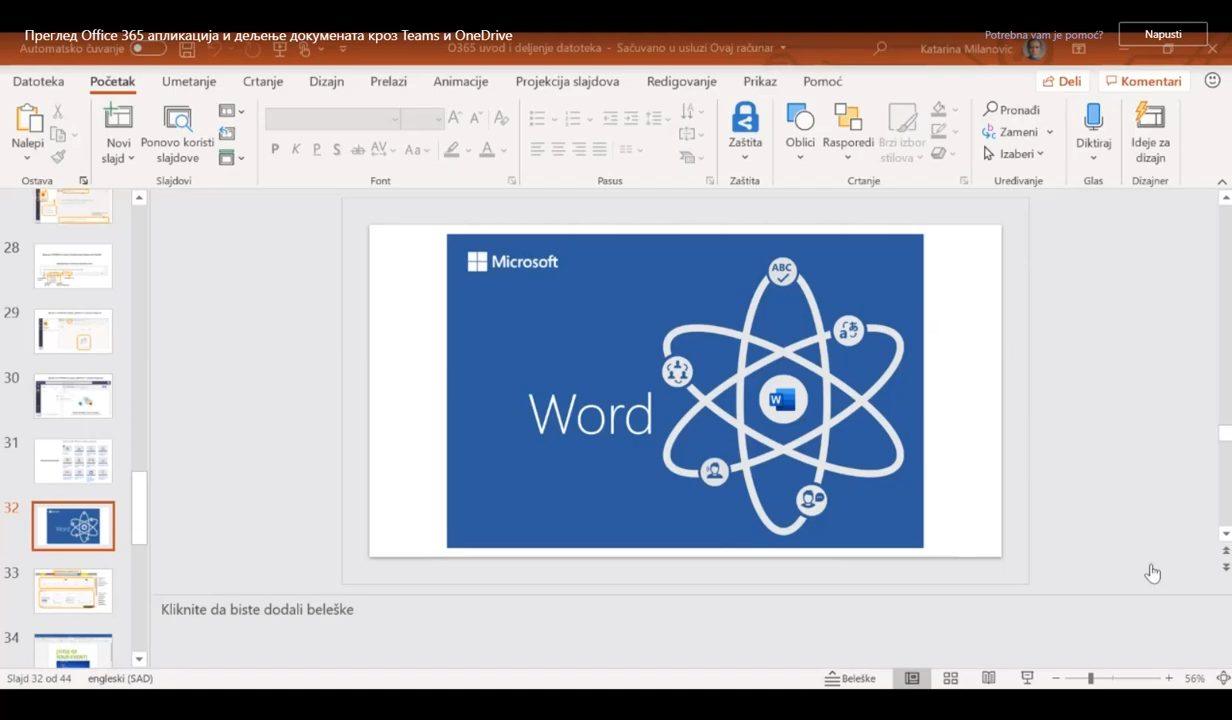 Преглед Office 365 апликација и дељење докумената кроз Teams и OneDrive
Potrebna vam je pomoć?
Napusti
Automatsko čuvanje
O365 uvod i deljenje datoteka - Sačuvano u usluzi Ovaj računar
Katarina Milanovic
Datoteka
Početak
Umetanje
Crtanje
Dizajn
Prelazi
Animacije
Projekcija slajdova
Redigovanje
Prikaz
Pomoć
Deli
Komentari
Nalepi
Novi slajd
Ponovo koristi slajdove
Zaštita
Oblici
Rasporedi
Brzi izbor stilova
Pronađi
Zameni
Izaberi
Diktiraj
Ideje za dizajn
Ostava
Slajdovi
Font
Pasus
Zaštita
Crtanje
Uređivanje
Glas
Dizajner
28
29
30
31
32
33
34
Microsoft
ABC
Word
W
Kliknite da biste dodali beleške
Slajd 32 od 44
engleski (SAD)
Beleške
56%